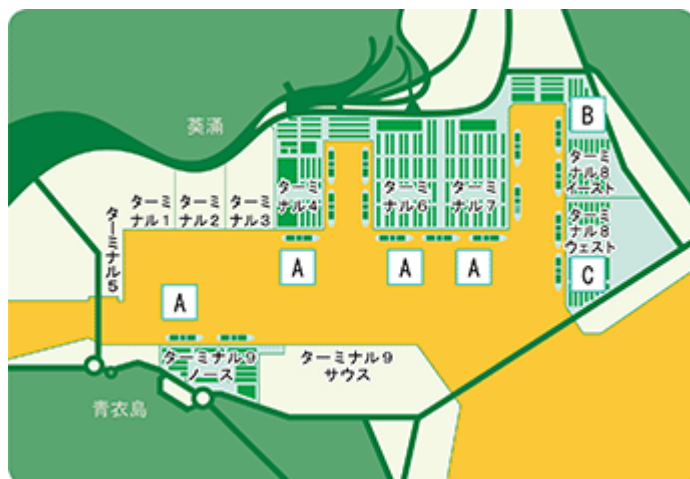 葵涌
B
ターミ
ナル8
イースト
ターミ
ナル1
ターミ
ナル2
ターミ
ナル3
ターミ
ナル4
ターミ
ナル6
ターミ
ナル7
ターミナル5
ターミ
ナル8
ウェスト
A
A
A
A
C
ターミナル9
ノース
ターミナル9
サウス
青衣島